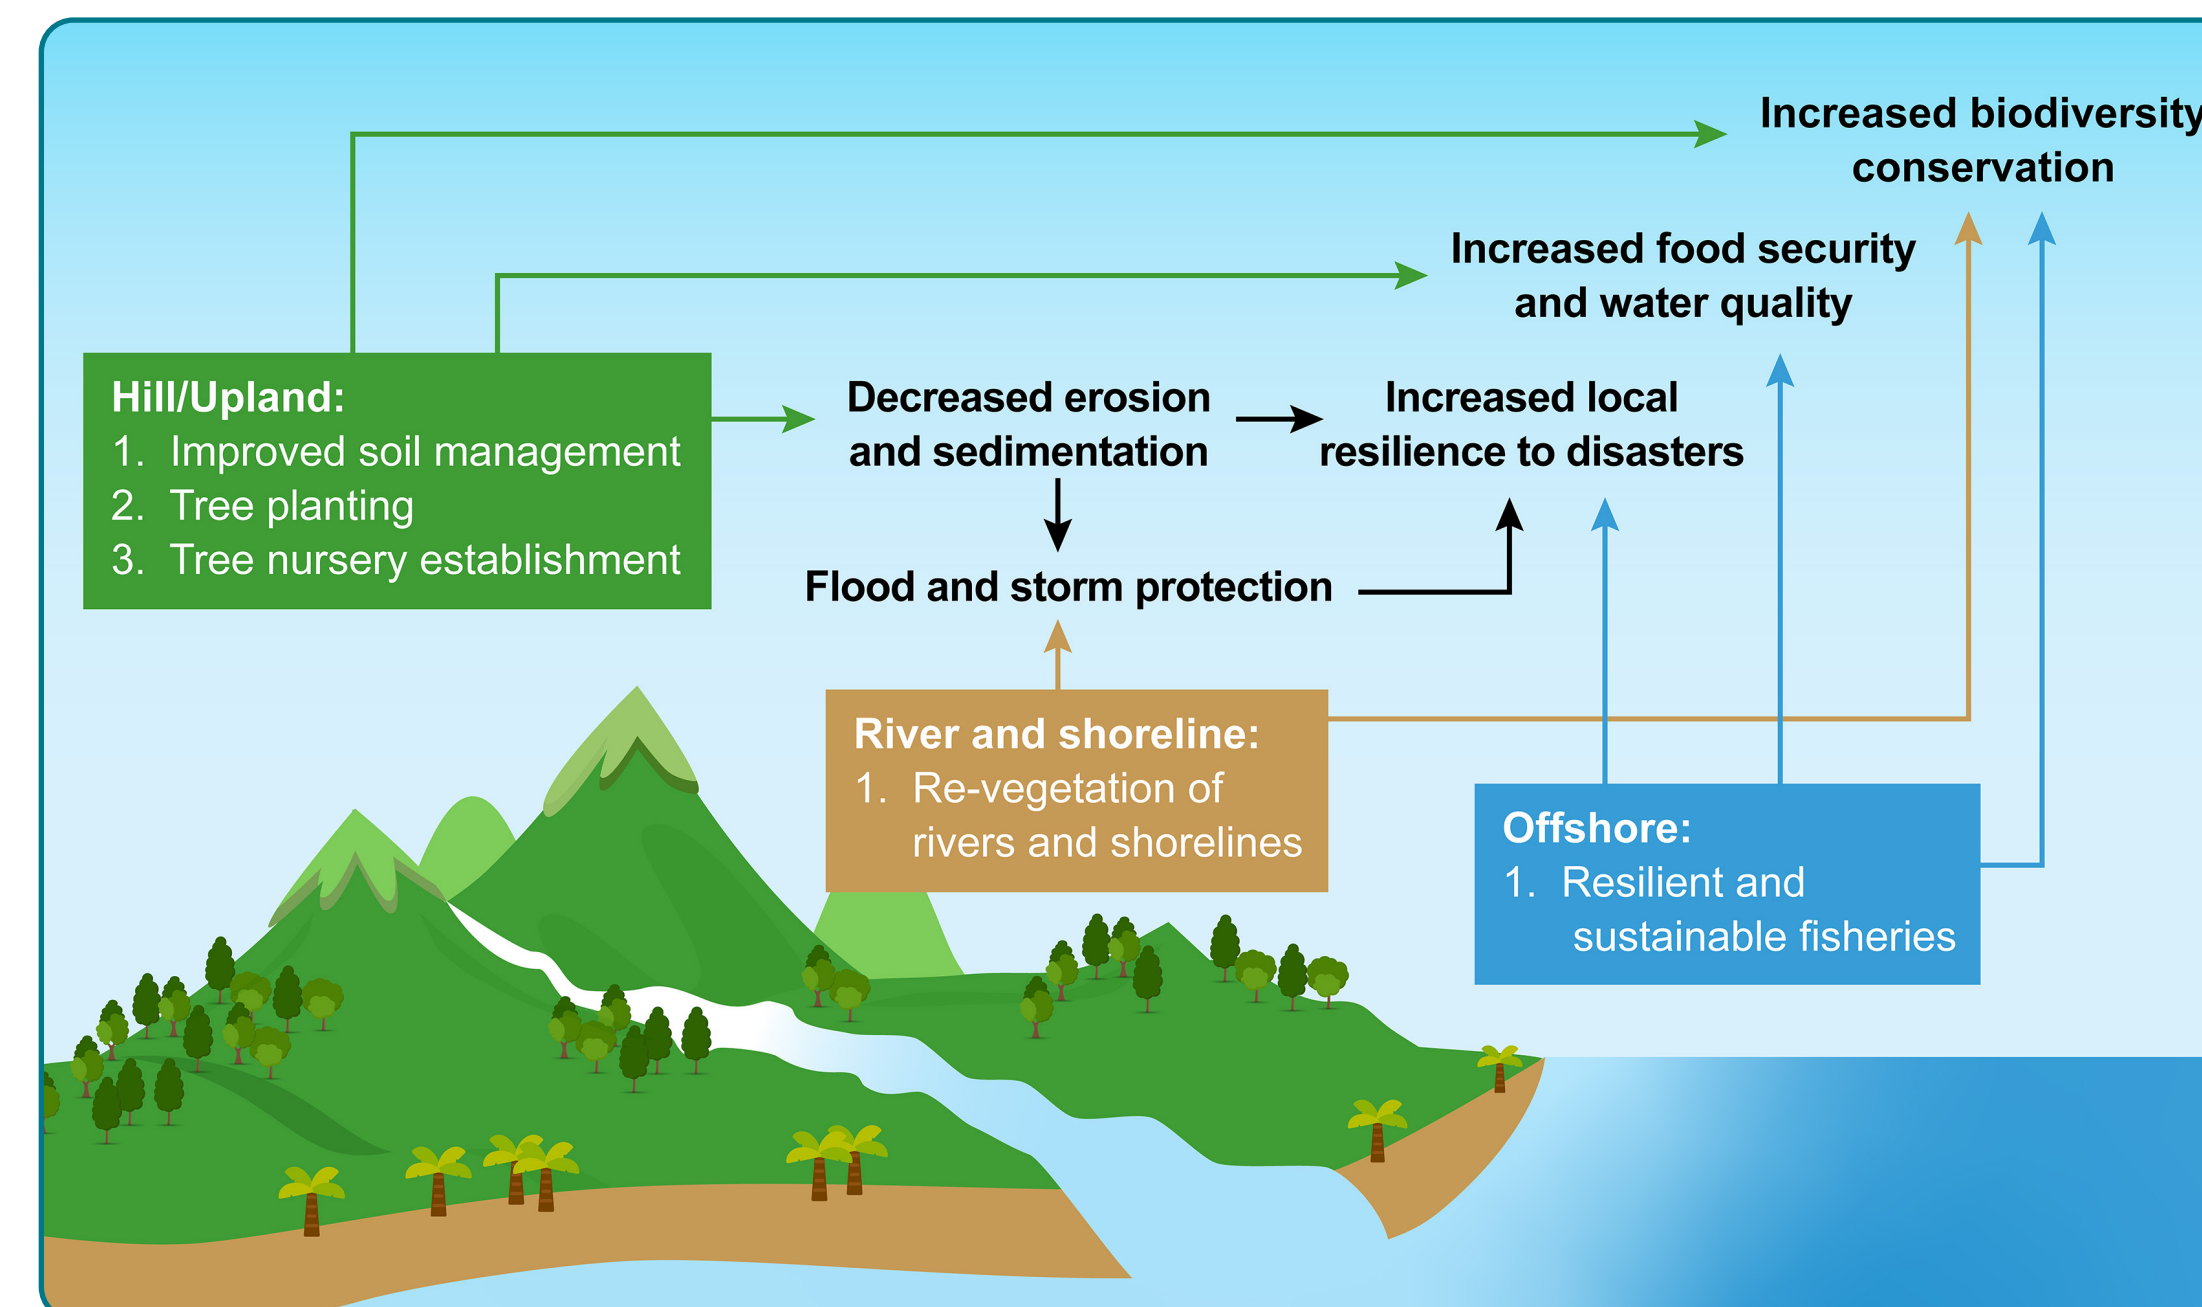 Increased biodiversity
conservation
Increased food security
and water quality
Hill/Upland:
1. Improved soil management
2. Tree planting
3. Tree nursery establishment
Decreased erosion
and sedimentation
Increased local
resilience to disasters
Flood and storm protection
River and shoreline:
1. Re-vegetation of
rivers and shorelines
Offshore:
1. Resilient and
sustainable fisheries